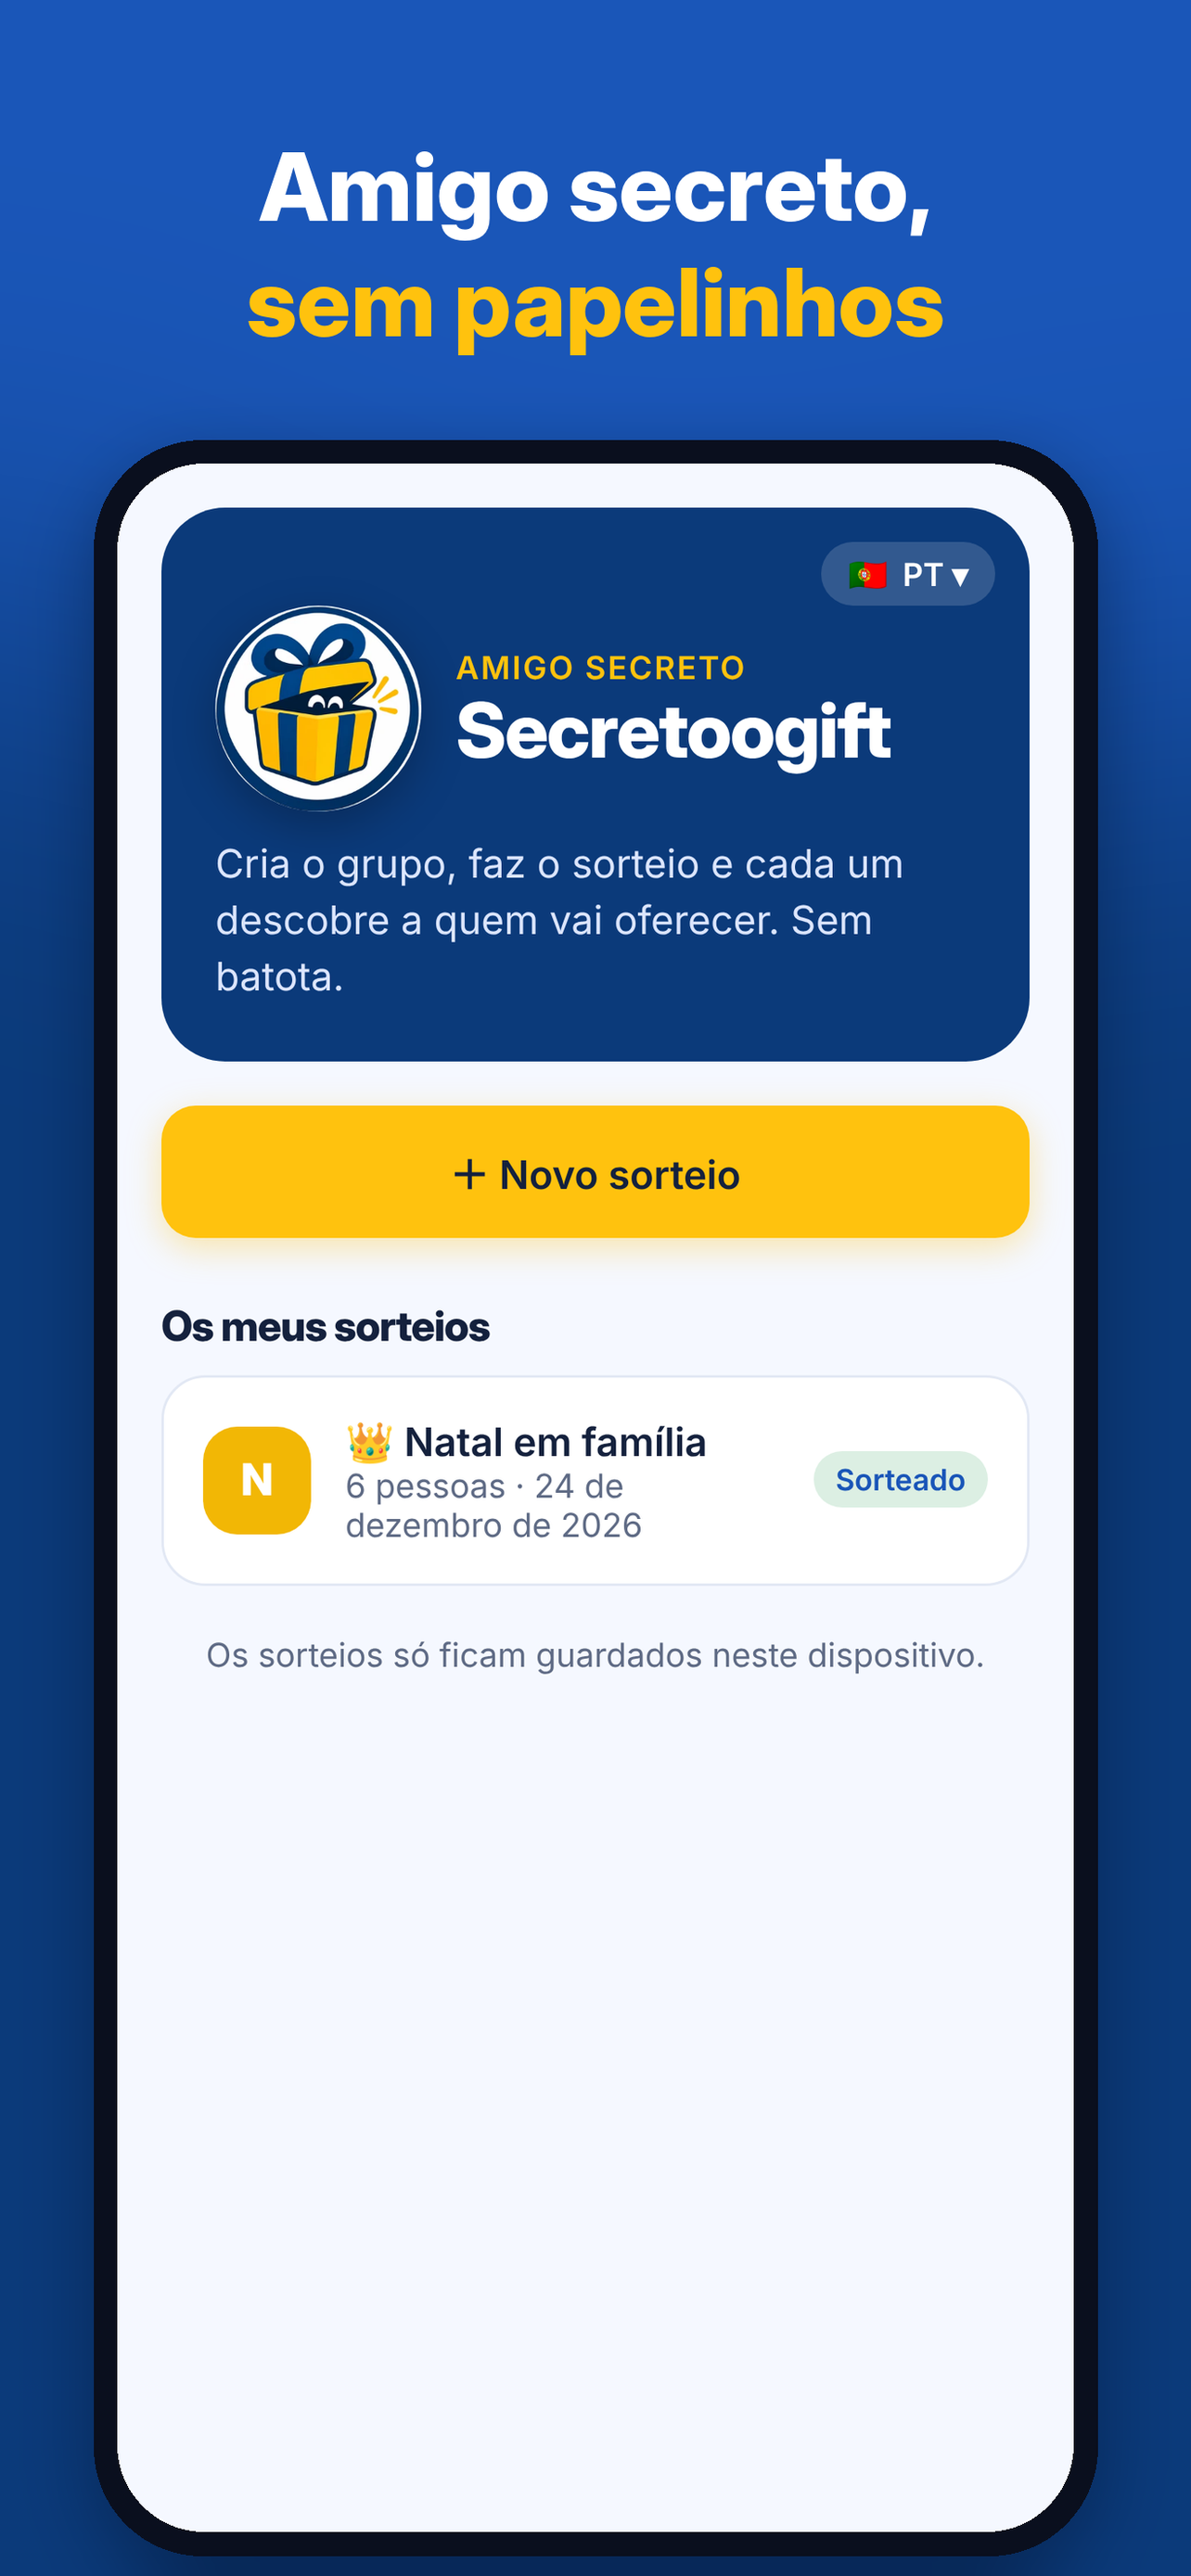 Amigo secreto,
sem papelinhos
🇵🇹 PT ▾
AMIGO SECRETO
Secretoogift
Cria o grupo, faz o sorteio e cada um
descobre a quem vai oferecer. Sem
batota.
+ Novo sorteio
Os meus sorteios
N
👑 Natal em família
6 pessoas · 24 de
dezembro de 2026
Sorteado
Os sorteios só ficam guardados neste dispositivo.